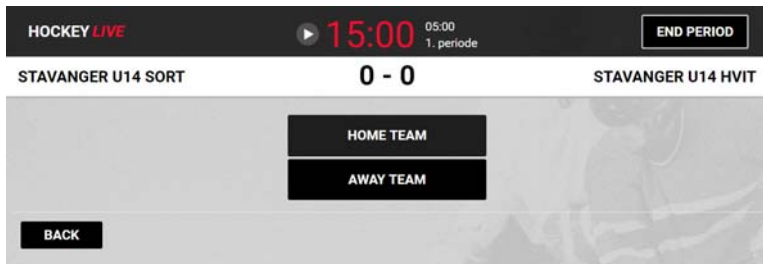 HOCKEY LIVE
15:00
05:00
1. periode
END PERIOD
STAVANGER U14 SORT
0 - 0
STAVANGER U14 HVIT
HOME TEAM
AWAY TEAM
BACK